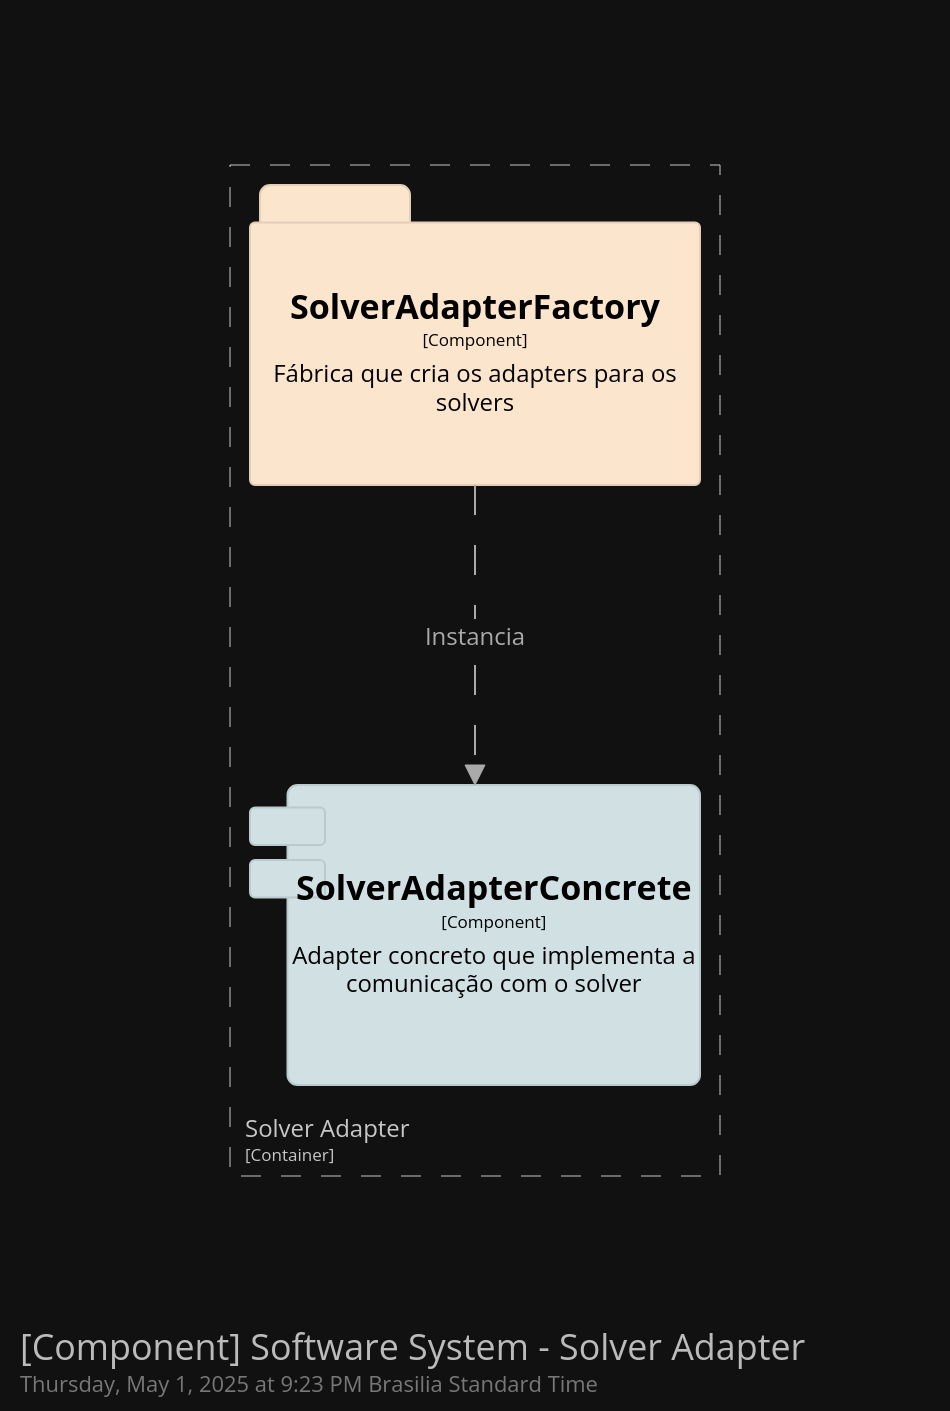 SolverAdapterFactory
[Component]
Fábrica que cria os adapters para os
solvers
Instancia
SolverAdapterConcrete
[Component]
Adapter concreto que implementa a
comunicação com o solver
Solver Adapter
[Container]
[Component] Software System - Solver Adapter
Thursday, May 1, 2025 at 9:23 PM Brasilia Standard Time